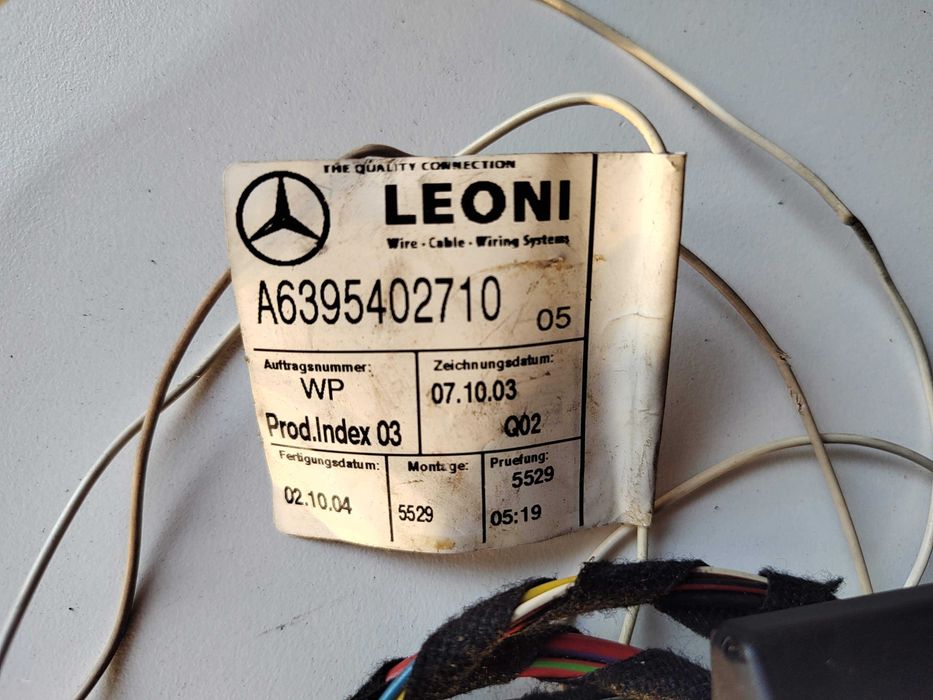 THE QUALITY CONNECTION
LEONI
Wire - Cable - Wiring Systems
A6395402710 05
Auftragsnummer:
WP
Prod.Index 03
Zeichnungsdatum:
07.10.03
Q02
Fertigungsdatum:
02.10.04
Montage:
5529
Pruefung:
5529
05:19